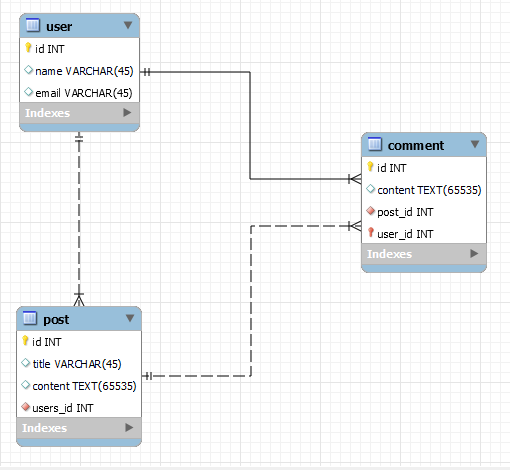 user
id INT
name VARCHAR(45)
email VARCHAR(45)
Indexes
comment
id INT
content TEXT(65535)
post_id INT
user_id INT
Indexes
post
id INT
title VARCHAR(45)
content TEXT(65535)
users_id INT
Indexes